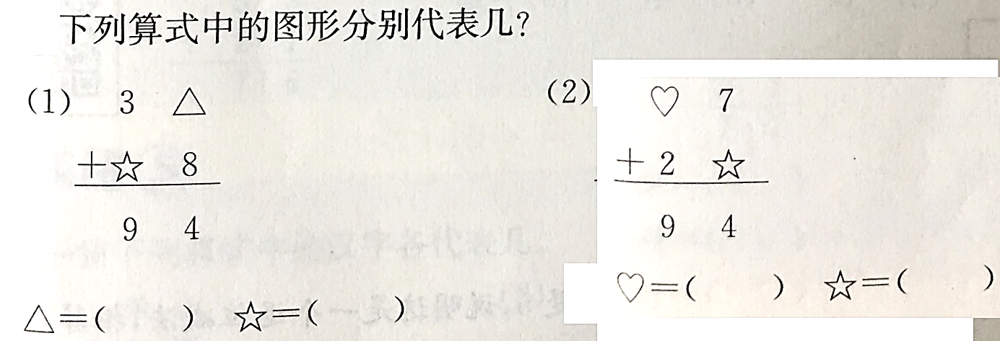 下列算式中的图形分别代表几?
(1) 3 △
+☆ 8
9 4
△=( ) ☆=( )
(2) ♡ 7
+ 2 ☆
9 4
♡=( ) ☆=( )